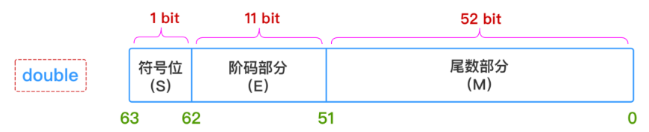 1 bit 11 bit 52 bit
double
符号位 阶码部分 尾数部分
(S) (E) (M)
63 62 51 0